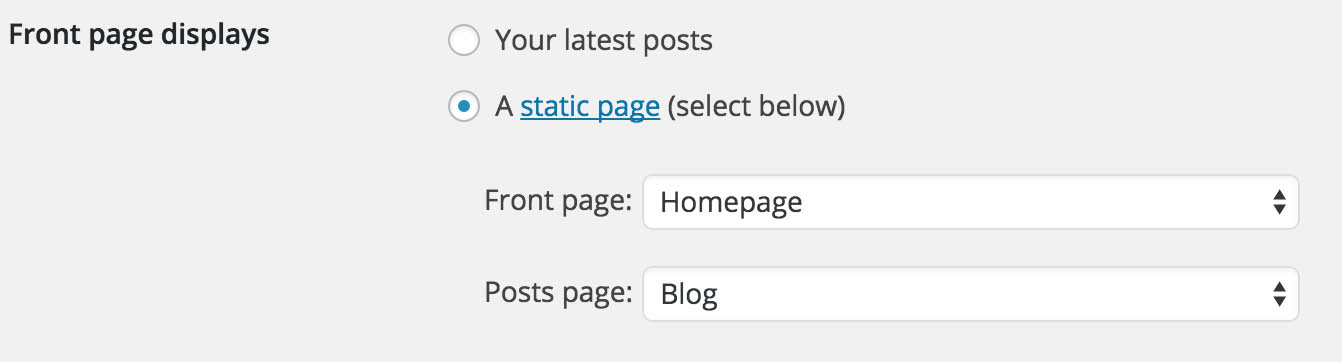 Front page displays
Your latest posts
A static page (select below)
Front page: Homepage
Posts page: Blog